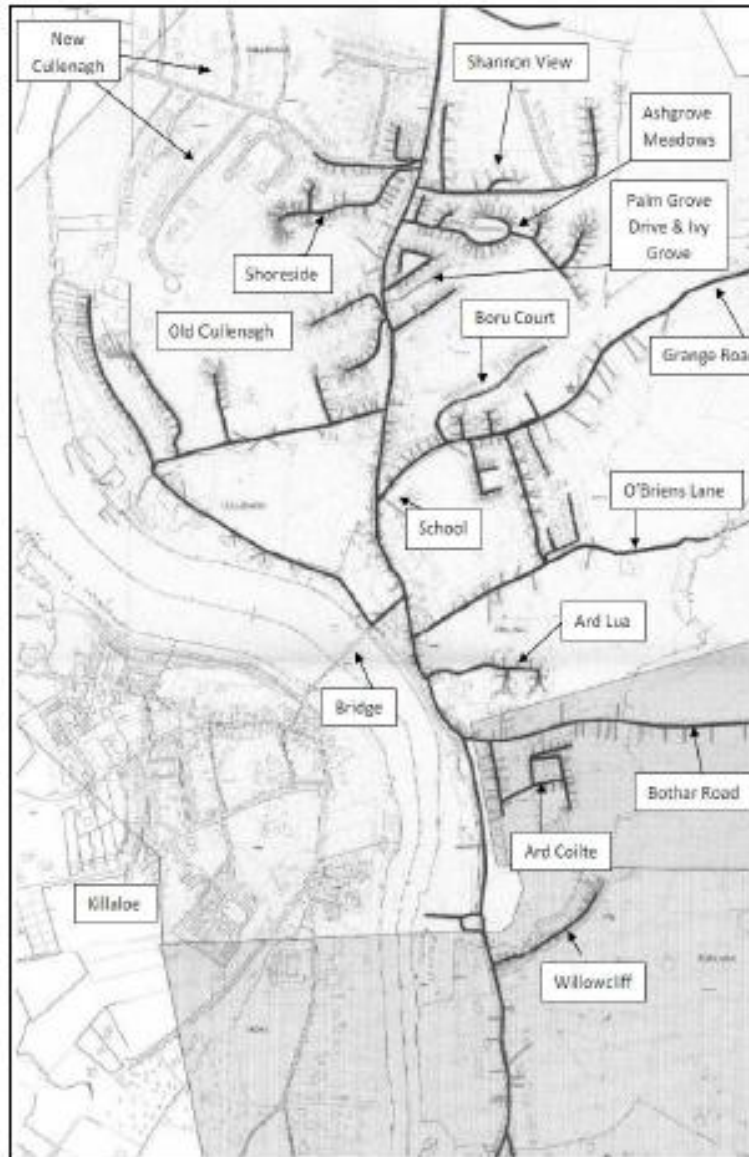 New
Cullenagh
Shannon View
Ashgrove
Meadows
Palm Grove
Drive & Ivy
Grove
Shoreside
Old Cullenagh
Boru Court
Grange Road
O'Briens Lane
School
Ard Lua
Bridge
Bothar Road
Ard Coilte
Killaloe
Willowcliff